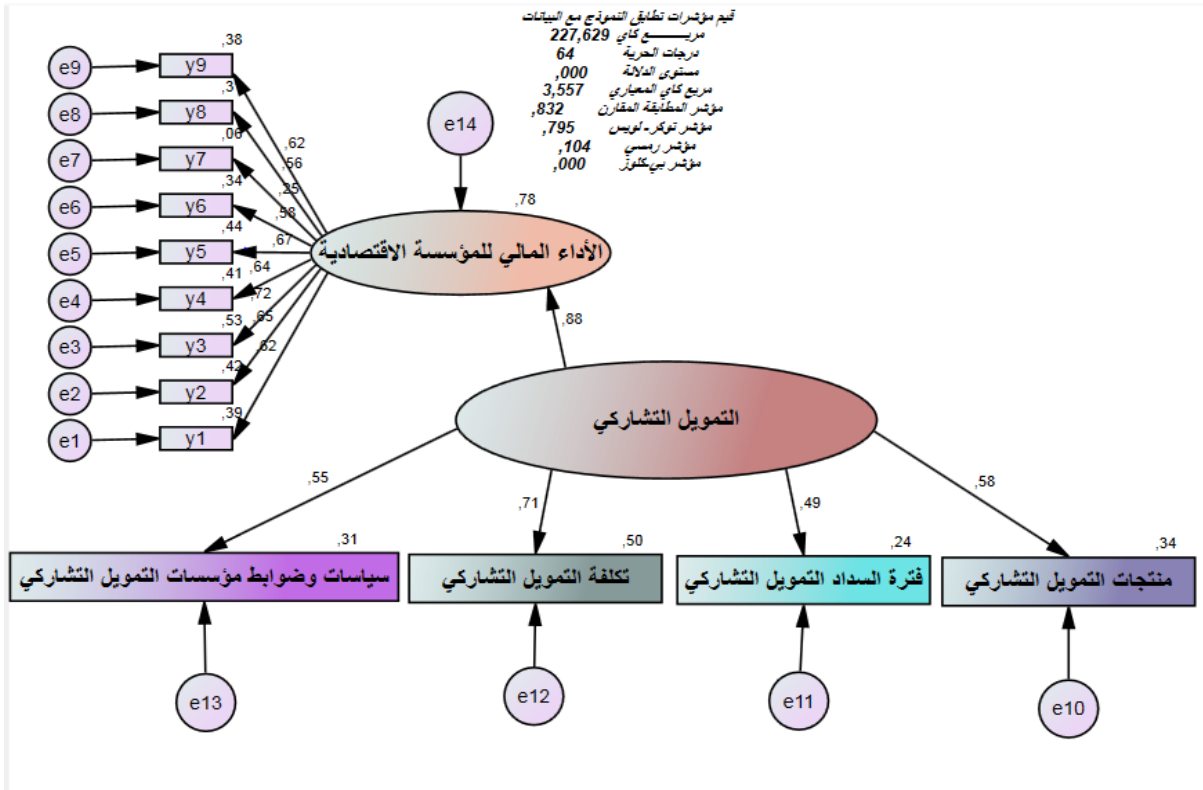 قيم مؤشرات تطابق النموذج مع البيانات
مربـــــــع كاي 227,629
درجات الحرية 64
مستوى الدلالة ,000
مربع كاي المعياري 3,557
مؤشر المطابقة المقارن ,832
مؤشر توكر ـ لويس ,795
مؤشر رمسي ,104
مؤشر بي-كلوز ,000
,38
e9
y9
,3
e8
y8
,06
e7
y7
,34
e6
y6
,44
e5
y5
,41
e4
y4
,53
e3
y3
,42
e2
y2
,39
e1
y1
,62
,56
,25
,58
,67
,64
,72
,65
,62
e14
,78
الأداء المالي للمؤسسة الاقتصادية
,88
التمويل التشاركي
,55
,71
,49
,58
,31
,50
,24
,34
سياسات وضوابط مؤسسات التمويل التشاركي
تكلفة التمويل التشاركي
فترة السداد التمويل التشاركي
منتجات التمويل التشاركي
e13
e12
e11
e10